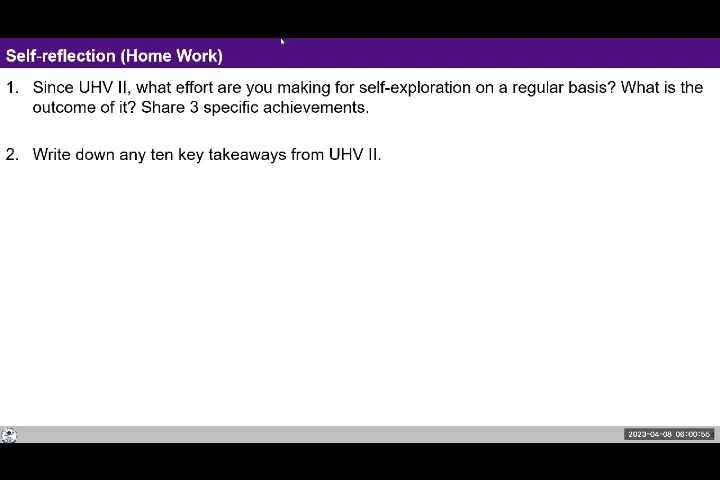 Self-reflection (Home Work)
1. Since UHV II, what effort are you making for self-exploration on a regular basis? What is the
outcome of it? Share 3 specific achievements.
2. Write down any ten key takeaways from UHV II.
2023-04-08 06:00:55